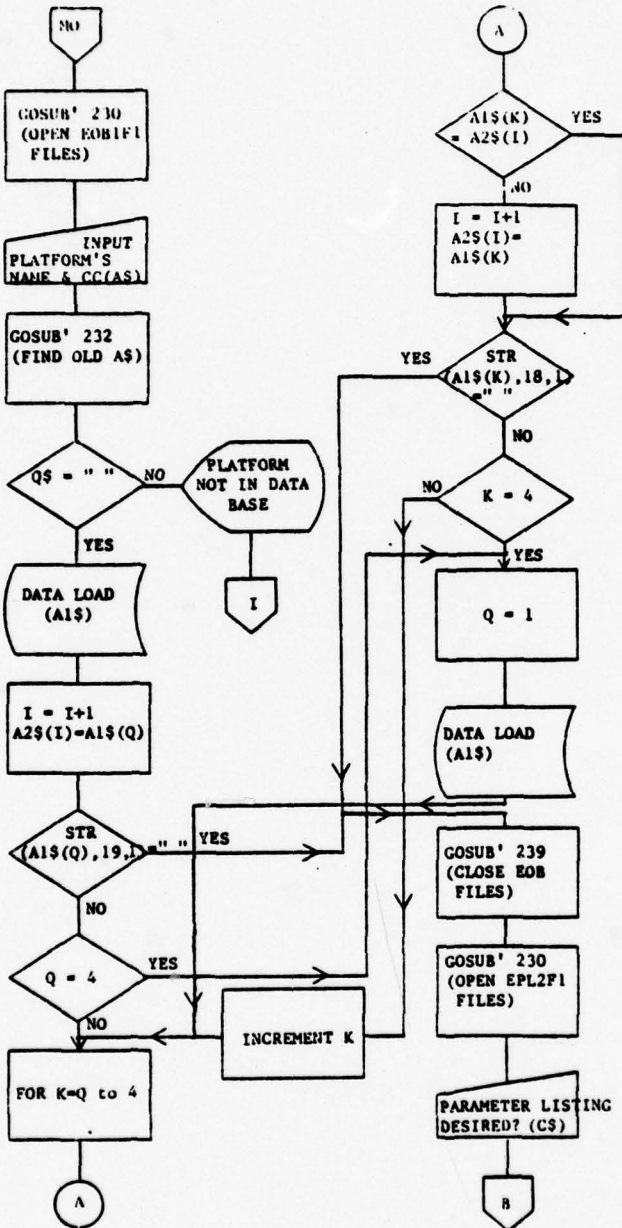 MO
GOSUB' 230
(OPEN EOB1F1
FILES)
INPUT
PLATFORM'S
NAME & CC(A$)
GOSUB' 232
(FIND OLD A$)
Q$ = " "
NO
PLATFORM
NOT IN DATA
BASE
I
YES
DATA LOAD
(A1$)
I = I+1
A2$(I)=A1$(Q)
STR
(A1$(Q),19,1)=" "
YES
NO
Q = 4
YES
NO
FOR K=Q to 4
A
INCREMENT K
A
A1$(K)
= A2$(I)
YES
NO
I = I+1
A2$(I)=
A1$(K)
YES
STR
(A1$(K),18,1)
=" "
NO
NO
K = 4
YES
Q = 1
DATA LOAD
(A1$)
GOSUB' 239
(CLOSE EOB
FILES)
GOSUB' 230
(OPEN EPL2F1
FILES)
PARAMETER LISTING
DESIRED? (C$)
B